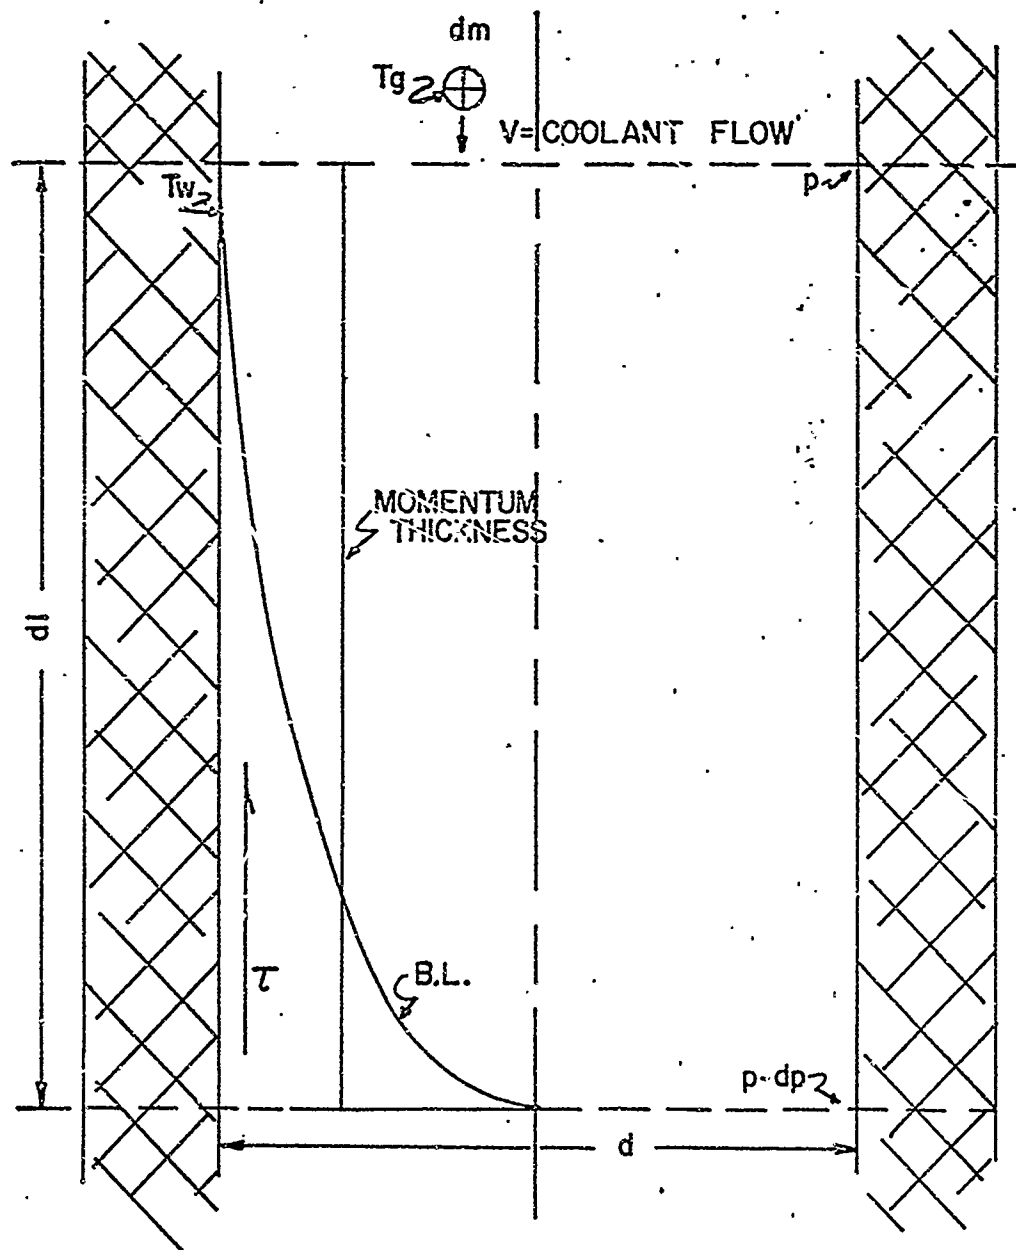 dm
Tg
V=COOLANT FLOW
Tw
p
MOMENTUM
THICKNESS
dl
τ
B.L.
p-dp
d